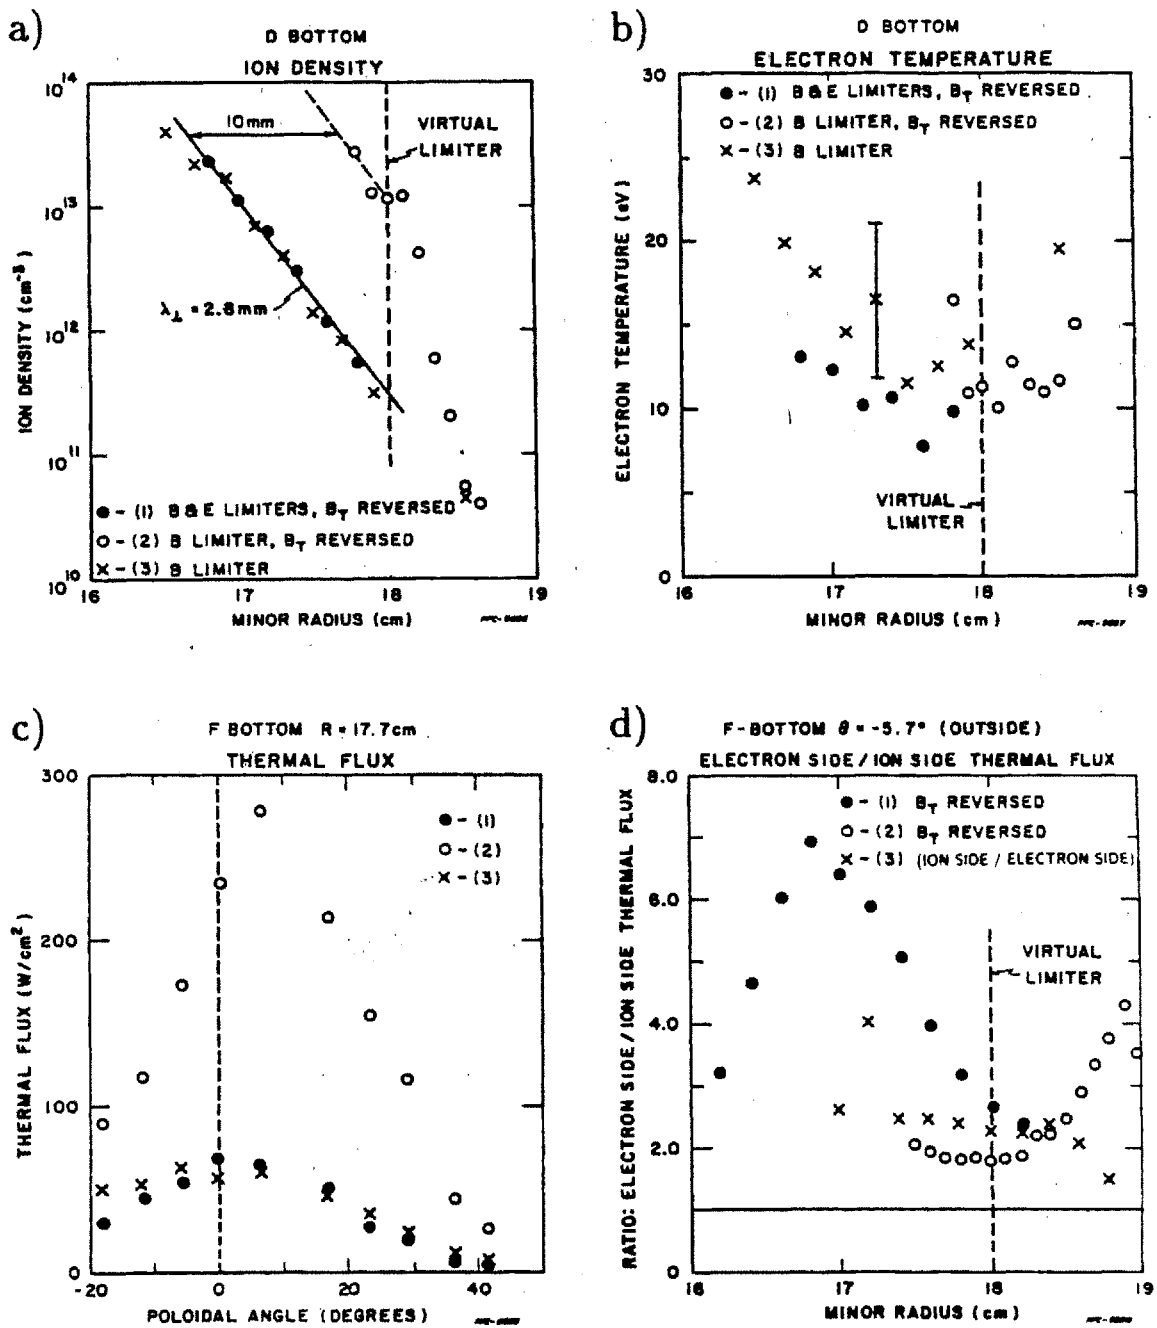 a)
D BOTTOM
ION DENSITY
10^14
10^13
10^12
10^11
10^10
ION DENSITY (cm^-3)
10mm
VIRTUAL
LIMITER
λ⊥ = 2.8mm
● - (1) B & E LIMITERS, B_T REVERSED
○ - (2) B LIMITER, B_T REVERSED
× - (3) B LIMITER
16
17
18
19
MINOR RADIUS (cm)
b)
D BOTTOM
ELECTRON TEMPERATURE
30
20
10
0
ELECTRON TEMPERATURE (eV)
● - (1) B & E LIMITERS, B_T REVERSED
○ - (2) B LIMITER, B_T REVERSED
× - (3) B LIMITER
VIRTUAL
LIMITER
16
17
18
19
MINOR RADIUS (cm)
c)
F BOTTOM R = 17.7cm
THERMAL FLUX
300
200
100
0
THERMAL FLUX (W/cm^2)
● - (1)
○ - (2)
× - (3)
-20
0
20
40
POLOIDAL ANGLE (DEGREES)
d)
F-BOTTOM θ = -5.7° (OUTSIDE)
ELECTRON SIDE/ION SIDE THERMAL FLUX
8.0
6.0
4.0
2.0
0
RATIO: ELECTRON SIDE/ION SIDE THERMAL FLUX
● - (1) B_T REVERSED
○ - (2) B_T REVERSED
× - (3) (ION SIDE / ELECTRON SIDE)
VIRTUAL
LIMITER
16
17
18
19
MINOR RADIUS (cm)